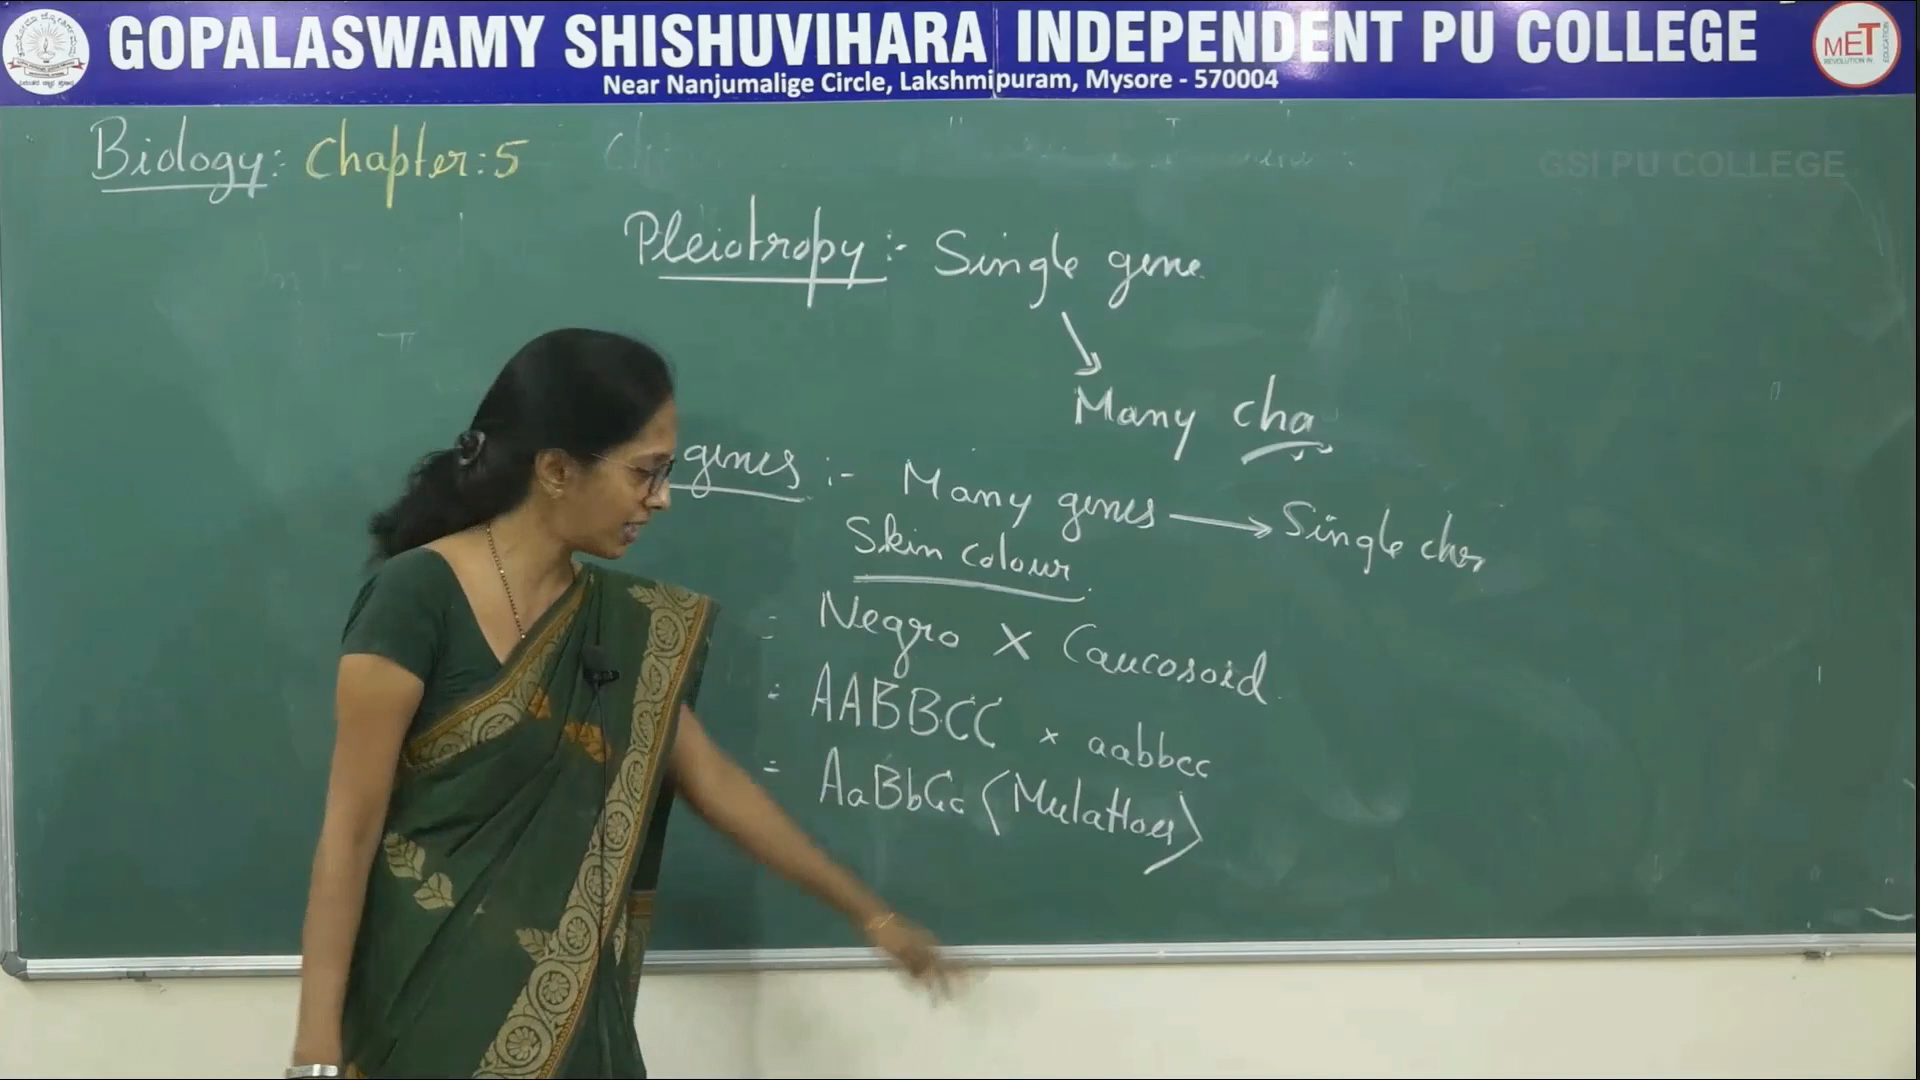 GOPALASWAMY SHISHUVIHARA INDEPENDENT PU COLLEGE
Near Nanjumalige Circle, Lakshmipuram, Mysore - 570004
MET
GSI PU COLLEGE
Biology: Chapter: 5
Pleiotropy :- Single gene
Many cha
genes :- Many genes → Single cha
Skin Colour
= Negro X Caucosoid
= AABBCC x aabbcc
= AaBbCc (Mulattoes)